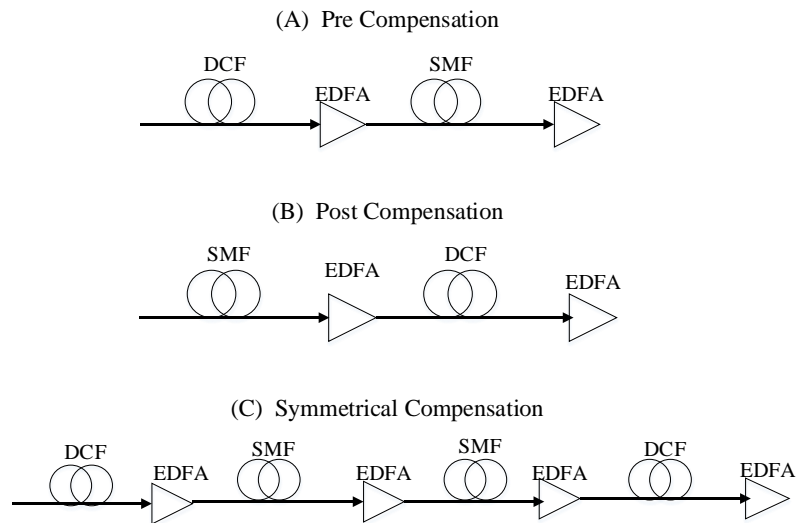 (A) Pre Compensation
DCF EDFA SMF EDFA
(B) Post Compensation
SMF EDFA DCF EDFA
(C) Symmetrical Compensation
DCF EDFA SMF EDFA SMF EDFA DCF EDFA